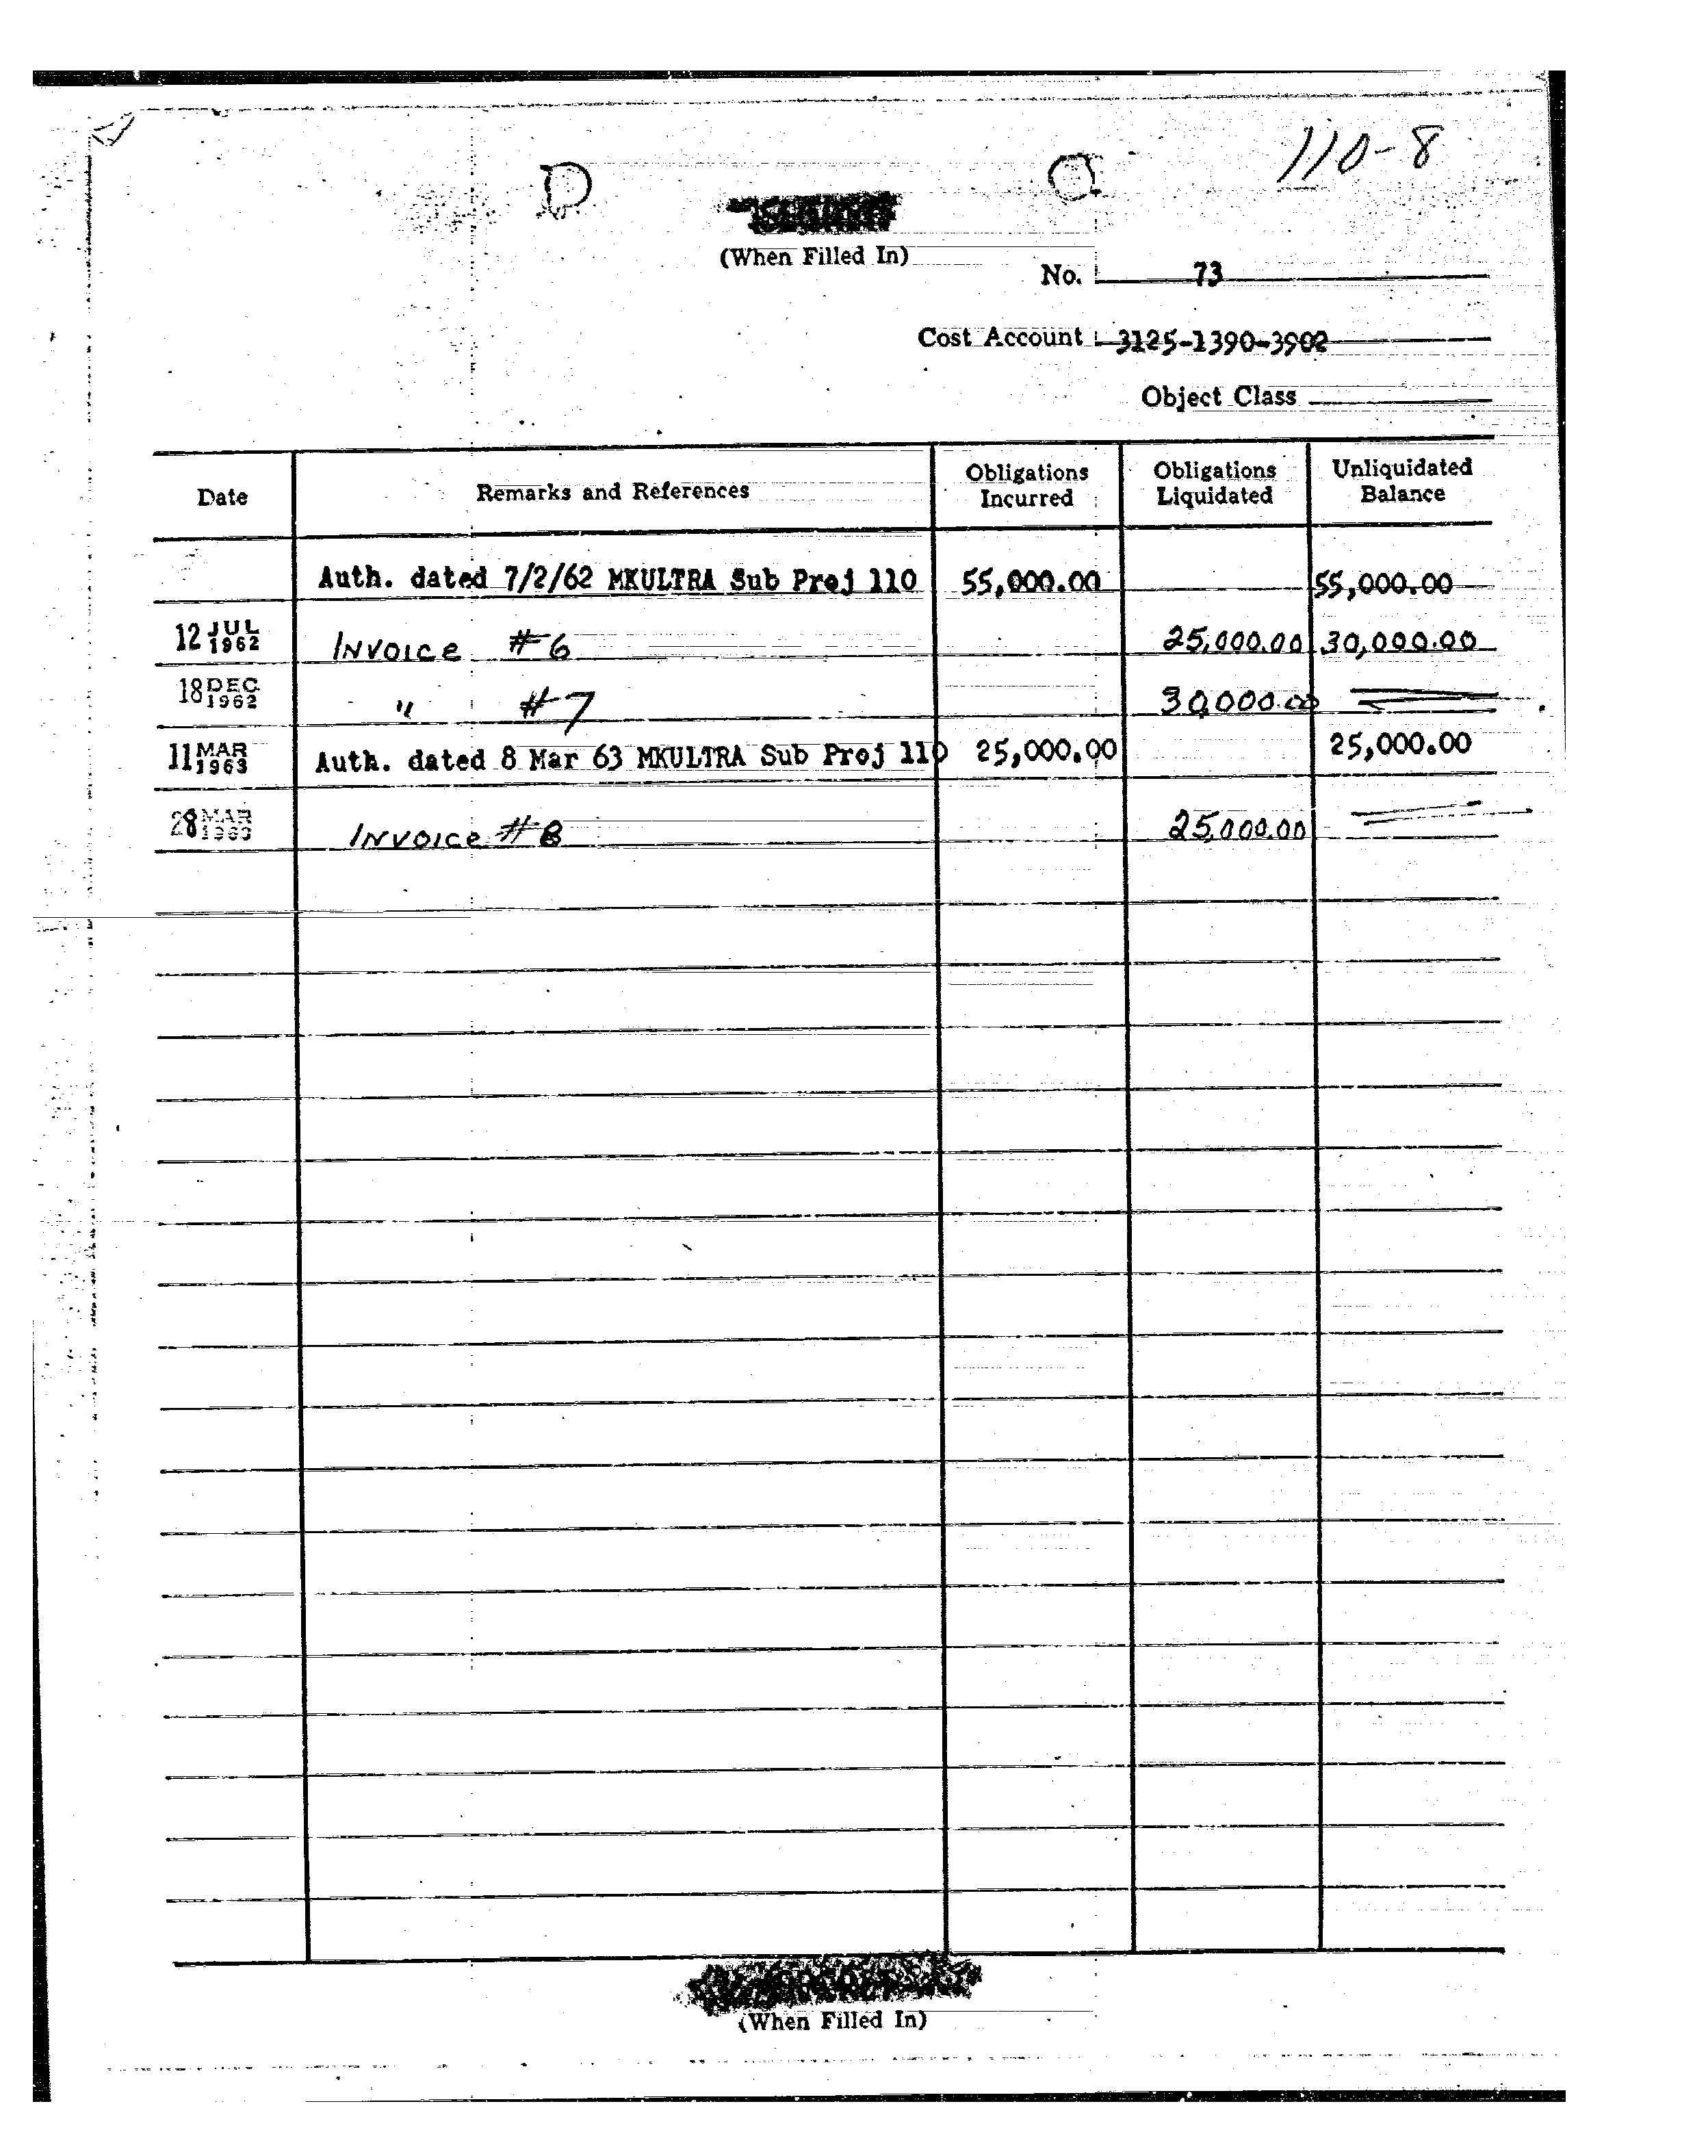 110-8
(When Filled In)
No. 73
Cost Account 3125-1390-3902
Object Class
Date Remarks and References Obligations Incurred Obligations Liquidated Unliquidated Balance
Auth. dated 7/2/62 MKULTRA Sub Proj 110 55,000.00 55,000.00
12 JUL 1962 Invoice #6 25,000.00 30,000.00
18 DEC 1962 " #7 30,000.00
11 MAR 1963 Auth. dated 8 Mar 63 MKULTRA Sub Proj 110 25,000.00 25,000.00
28 MAR 1963 Invoice #8 25,000.00
(When Filled In)